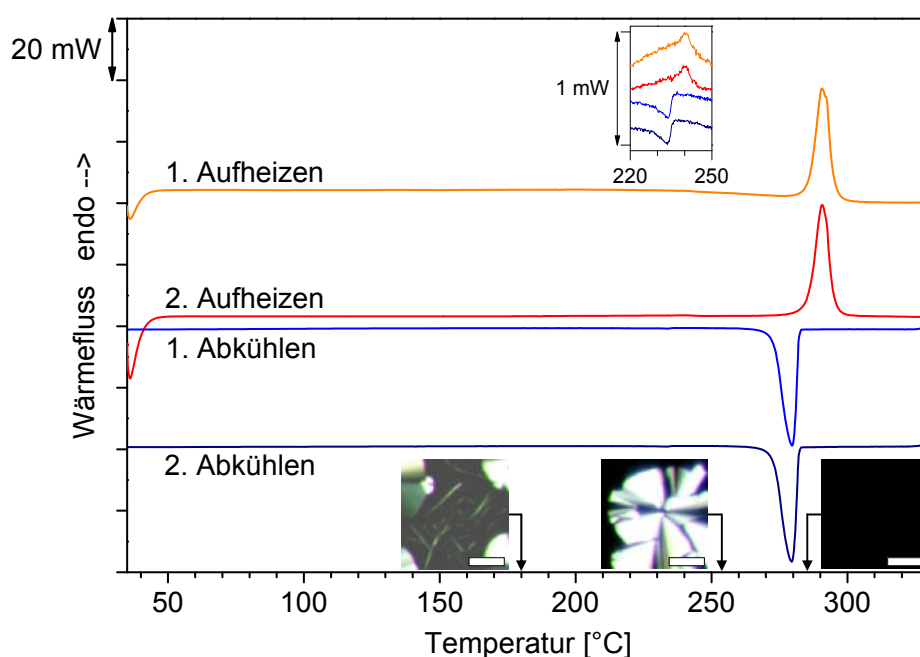 20 mW
Wärmefluss endo -->
1 mW
220 250
1. Aufheizen
2. Aufheizen
1. Abkühlen
2. Abkühlen
50 100 150 200 250 300
Temperatur [°C]